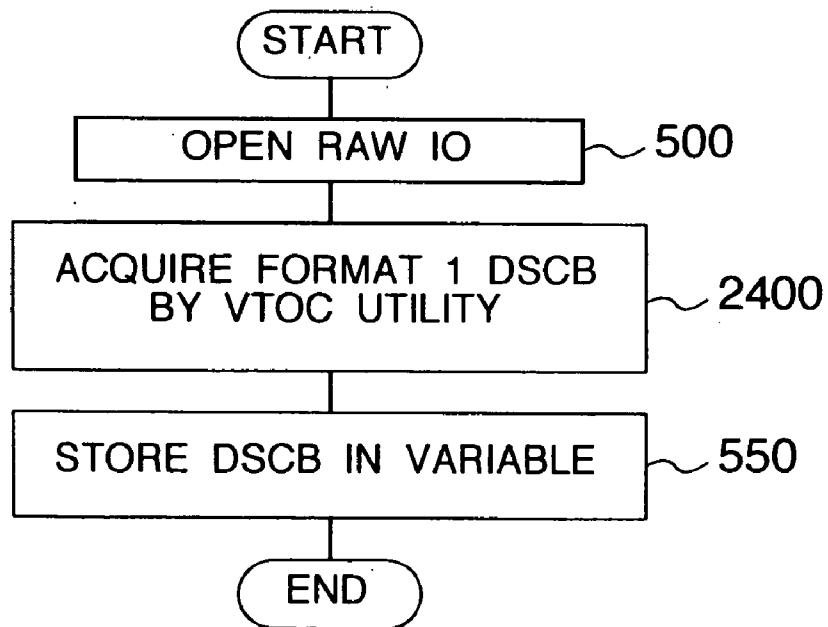 START
OPEN RAW IO
500
ACQUIRE FORMAT 1 DSCB
BY VTOC UTILITY
2400
STORE DSCB IN VARIABLE
550
END